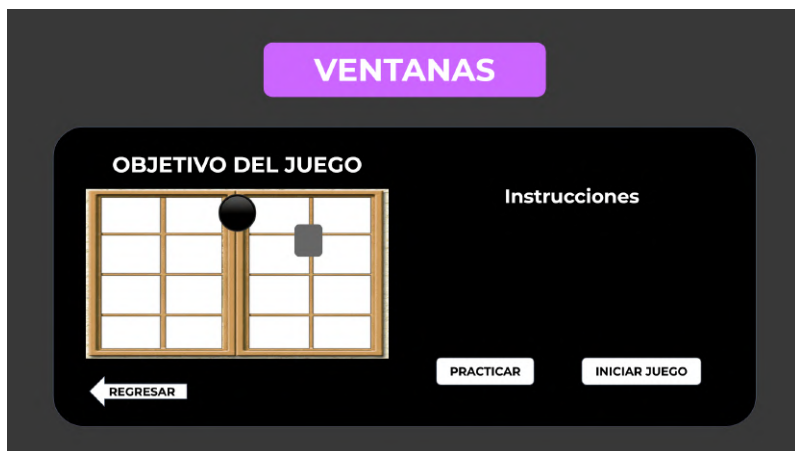 VENTANAS
OBJETIVO DEL JUEGO
Instrucciones
PRACTICAR
INICIAR JUEGO
REGRESAR